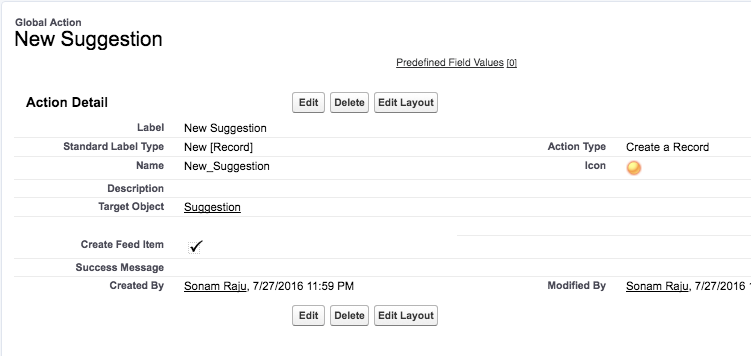 Global Action
New Suggestion
Predefined Field Values [0]
Action Detail Edit Delete Edit Layout
Label New Suggestion
Standard Label Type New [Record] Action Type Create a Record
Name New_Suggestion Icon
Description
Target Object Suggestion
Create Feed Item
Success Message
Created By Sonam Raju, 7/27/2016 11:59 PM Modified By Sonam Raju, 7/27/2016
Edit Delete Edit Layout